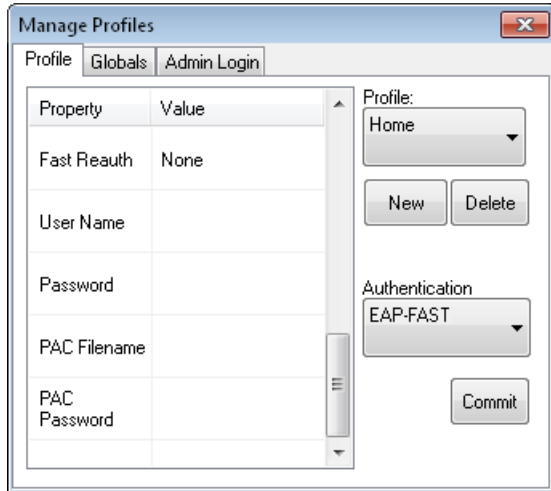 Manage Profiles
Profile Globals Admin Login
Property Value
Fast Reauth None
User Name
Password
PAC Filename
PAC
Password
Profile:
Home
New Delete
Authentication
EAP-FAST
Commit